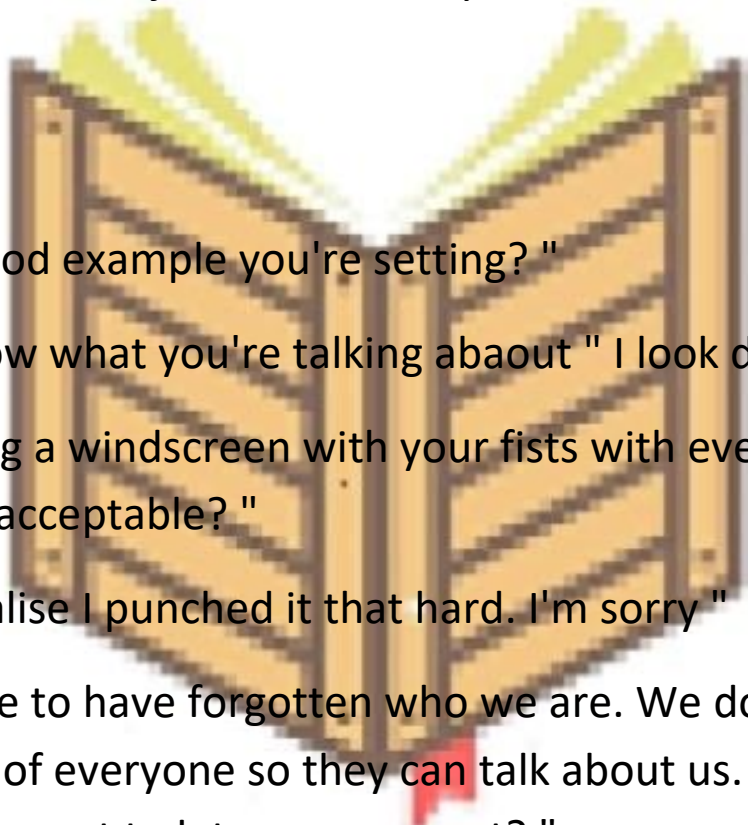 od example you're setting? "
w what you're talking abaout " I look d
g a windscreen with your fists with eve
acceptable? "
lise I punched it that hard. I'm sorry "
e to have forgotten who we are. We do
of everyone so they can talk about us.